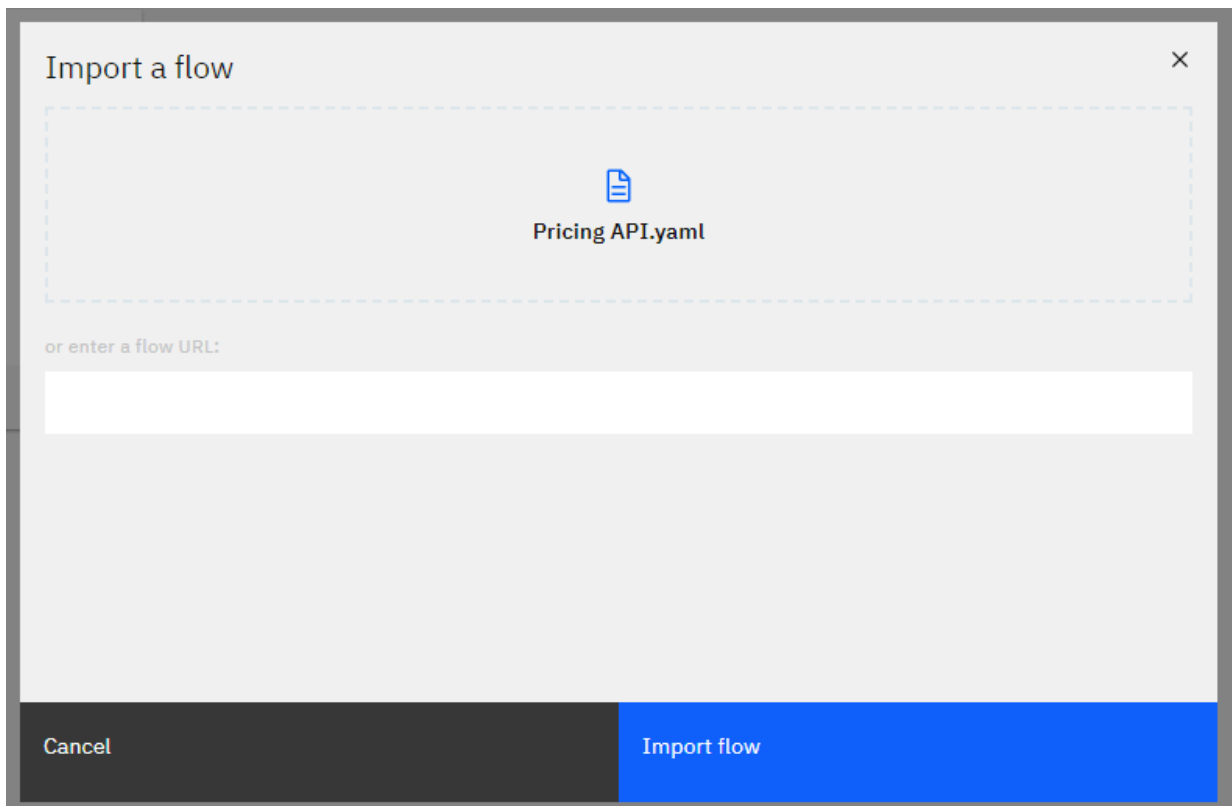 Import a flow
Pricing API.yaml
or enter a flow URL:
Cancel
Import flow